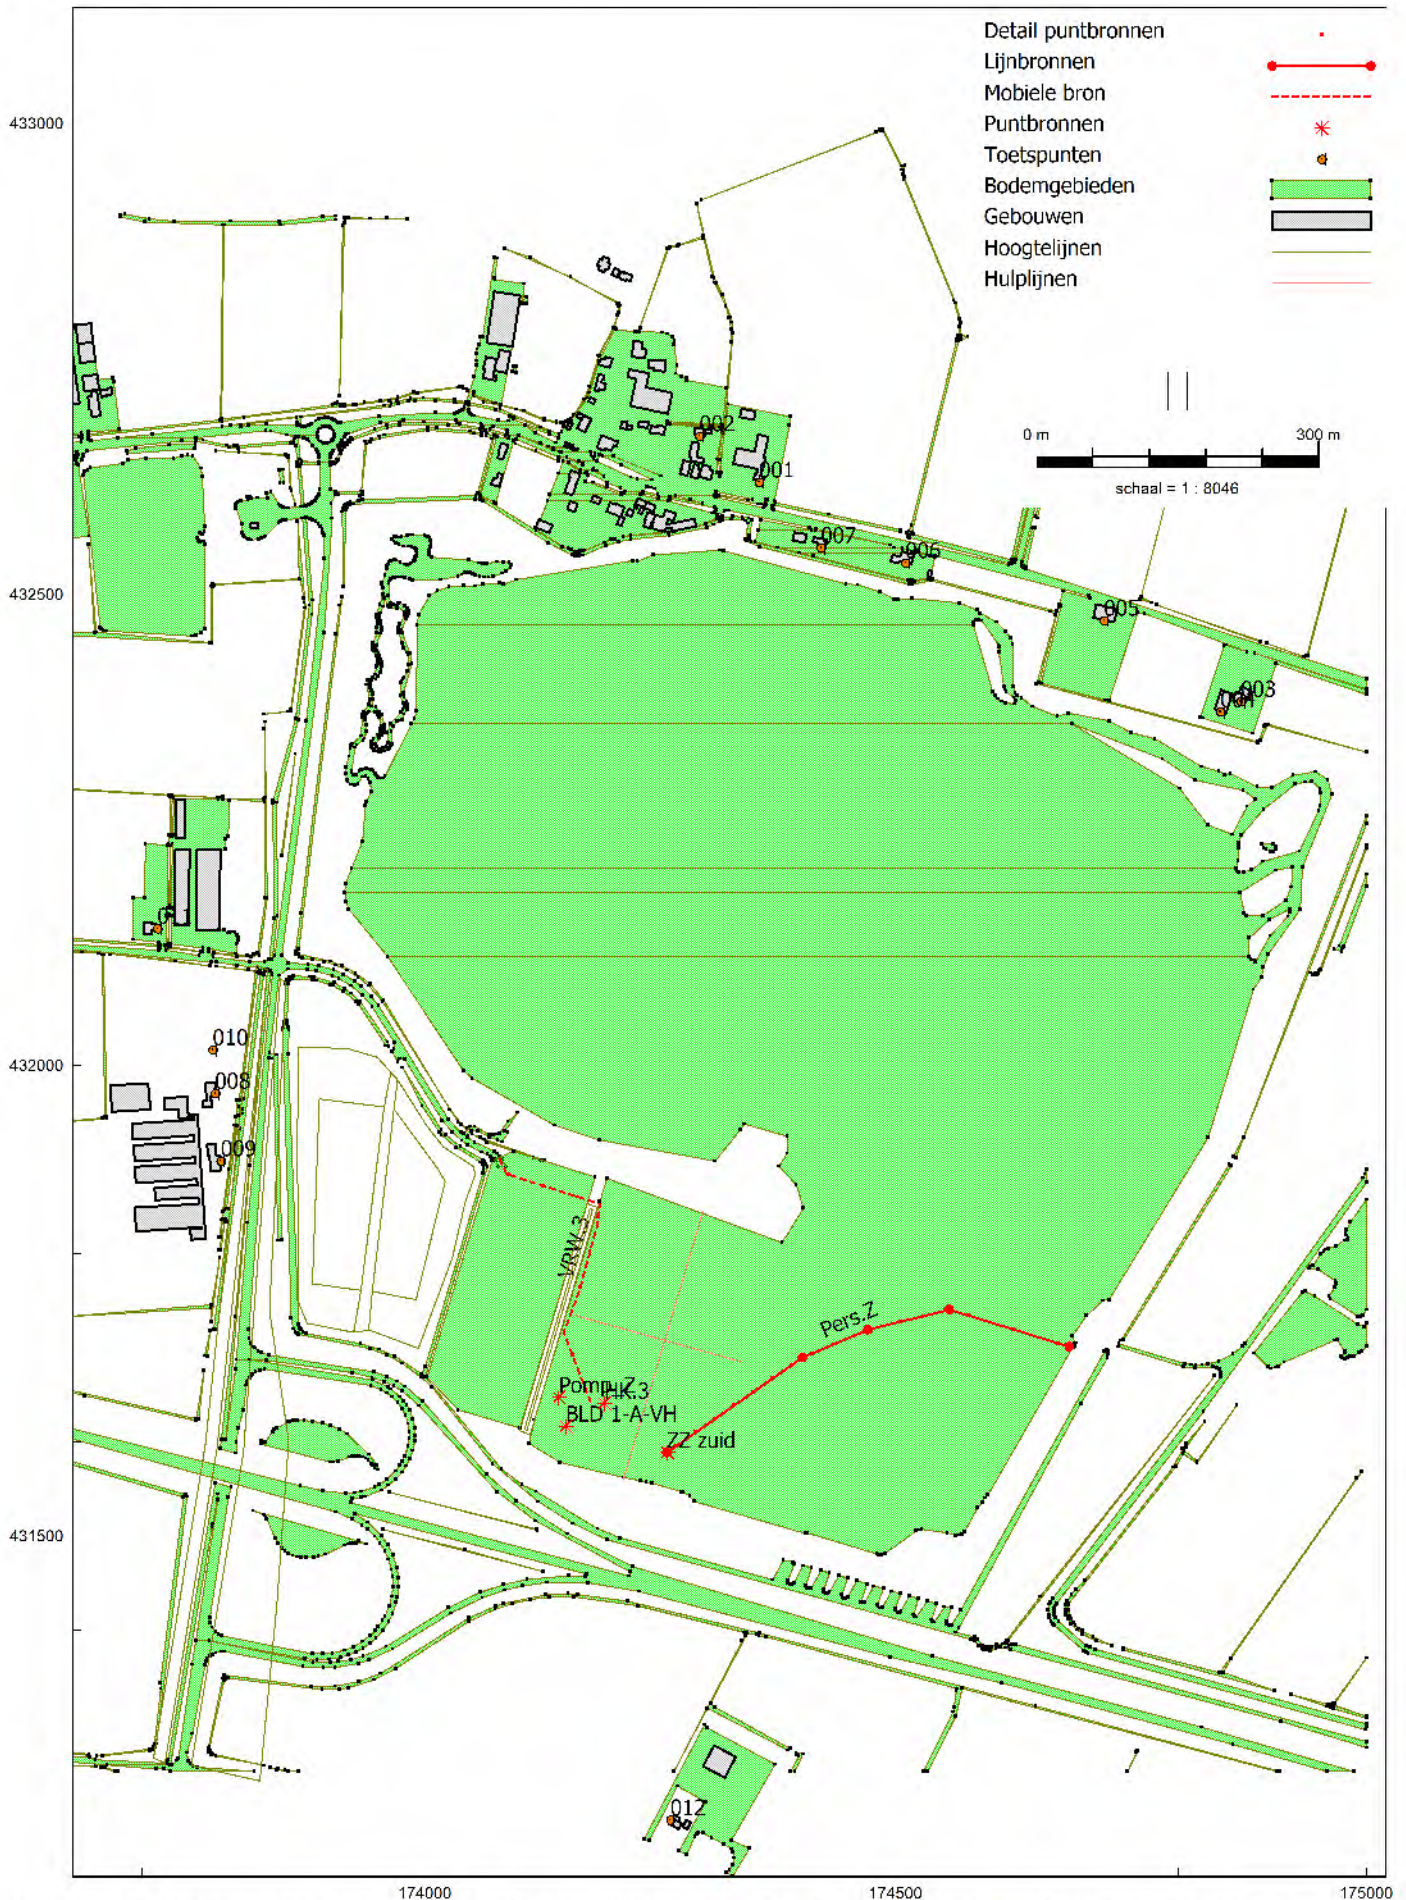 Detail puntbronnen
Lijnbronnen
Mobiele bron
Puntbronnen
Toetspunten
Bodemgebieden
Gebouwen
Hoogtelijnen
Hulplijnen
433000
002
0 m 300 m
001
schaal = 1 : 8046
007
006
432500
005
003
010
432000
008
009
VRW.3
Pers.Z
HK.3
BLD 1-A-VH
ZZ zuid
431500
012
174000 174500 175000